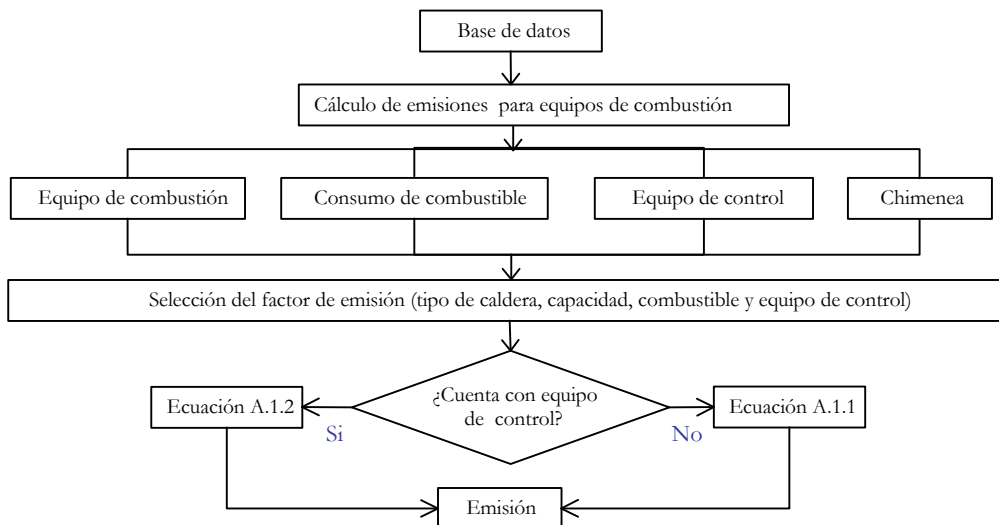 Base de datos
Cálculo de emisiones para equipos de combustión
Equipo de combustión
Consumo de combustible
Equipo de control
Chimenea
Selección del factor de emisión (tipo de caldera, capacidad, combustible y equipo de control)
¿Cuenta con equipo
de control?
Ecuación A.1.2
Ecuación A.1.1
Si
No
Emisión